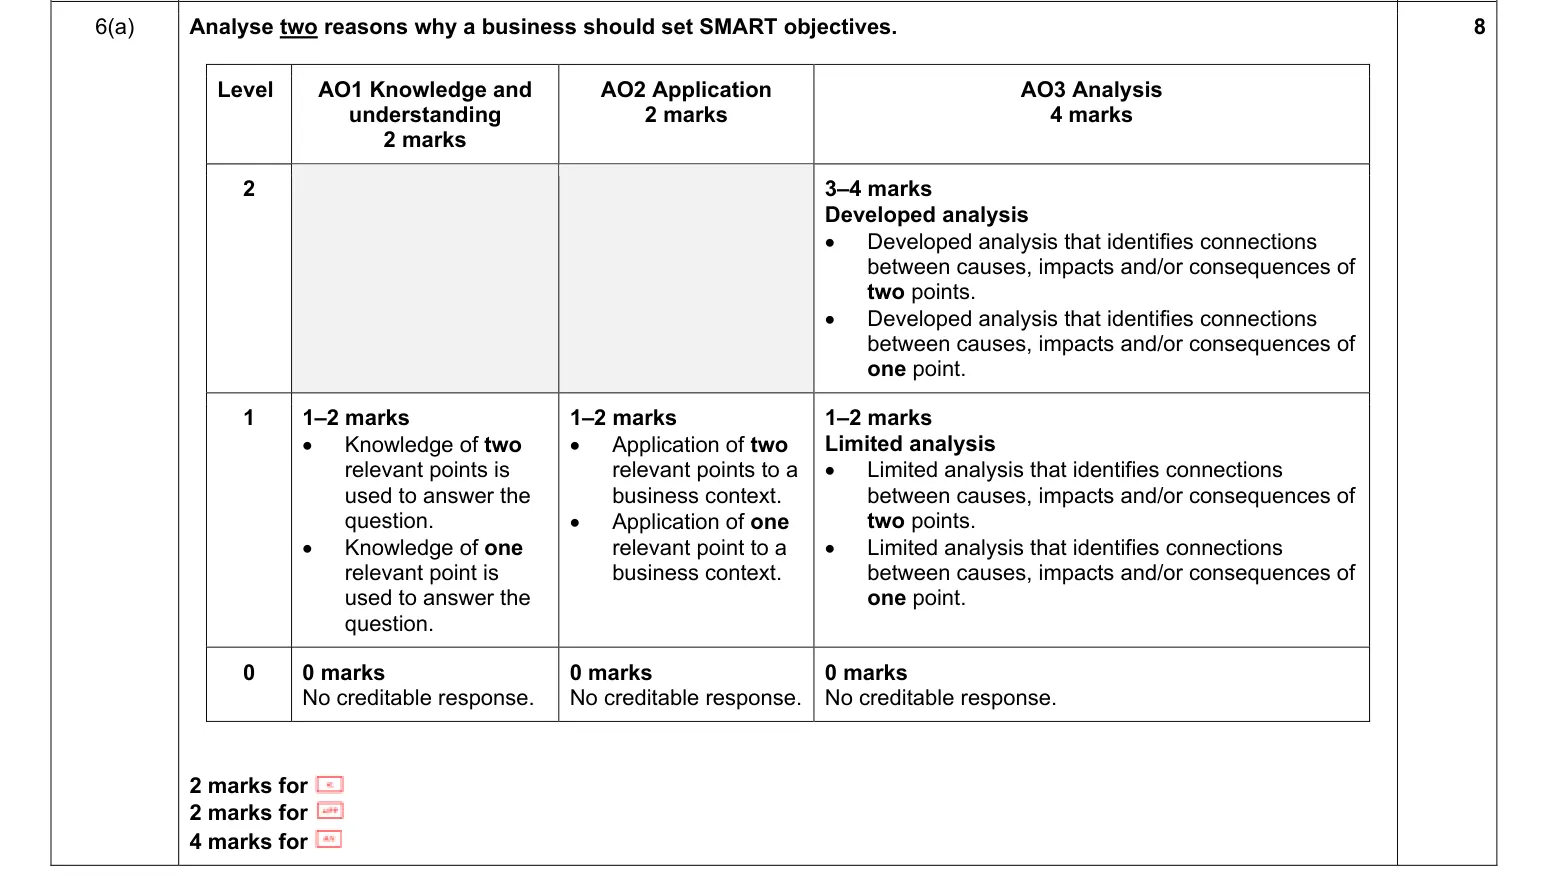 6(a)
Analyse two reasons why a business should set SMART objectives.
8
Level
AO1 Knowledge and
understanding
2 marks
AO2 Application
2 marks
AO3 Analysis
4 marks
2
3–4 marks
Developed analysis
• Developed analysis that identifies connections
between causes, impacts and/or consequences of
two points.
• Developed analysis that identifies connections
between causes, impacts and/or consequences of
one point.
1
1–2 marks
• Knowledge of two
relevant points is
used to answer the
question.
• Knowledge of one
relevant point is
used to answer the
question.
1–2 marks
• Application of two
relevant points to a
business context.
• Application of one
relevant point to a
business context.
1–2 marks
Limited analysis
• Limited analysis that identifies connections
between causes, impacts and/or consequences of
two points.
• Limited analysis that identifies connections
between causes, impacts and/or consequences of
one point.
0
0 marks
No creditable response.
0 marks
No creditable response.
0 marks
No creditable response.
2 marks for
2 marks for
4 marks for AN